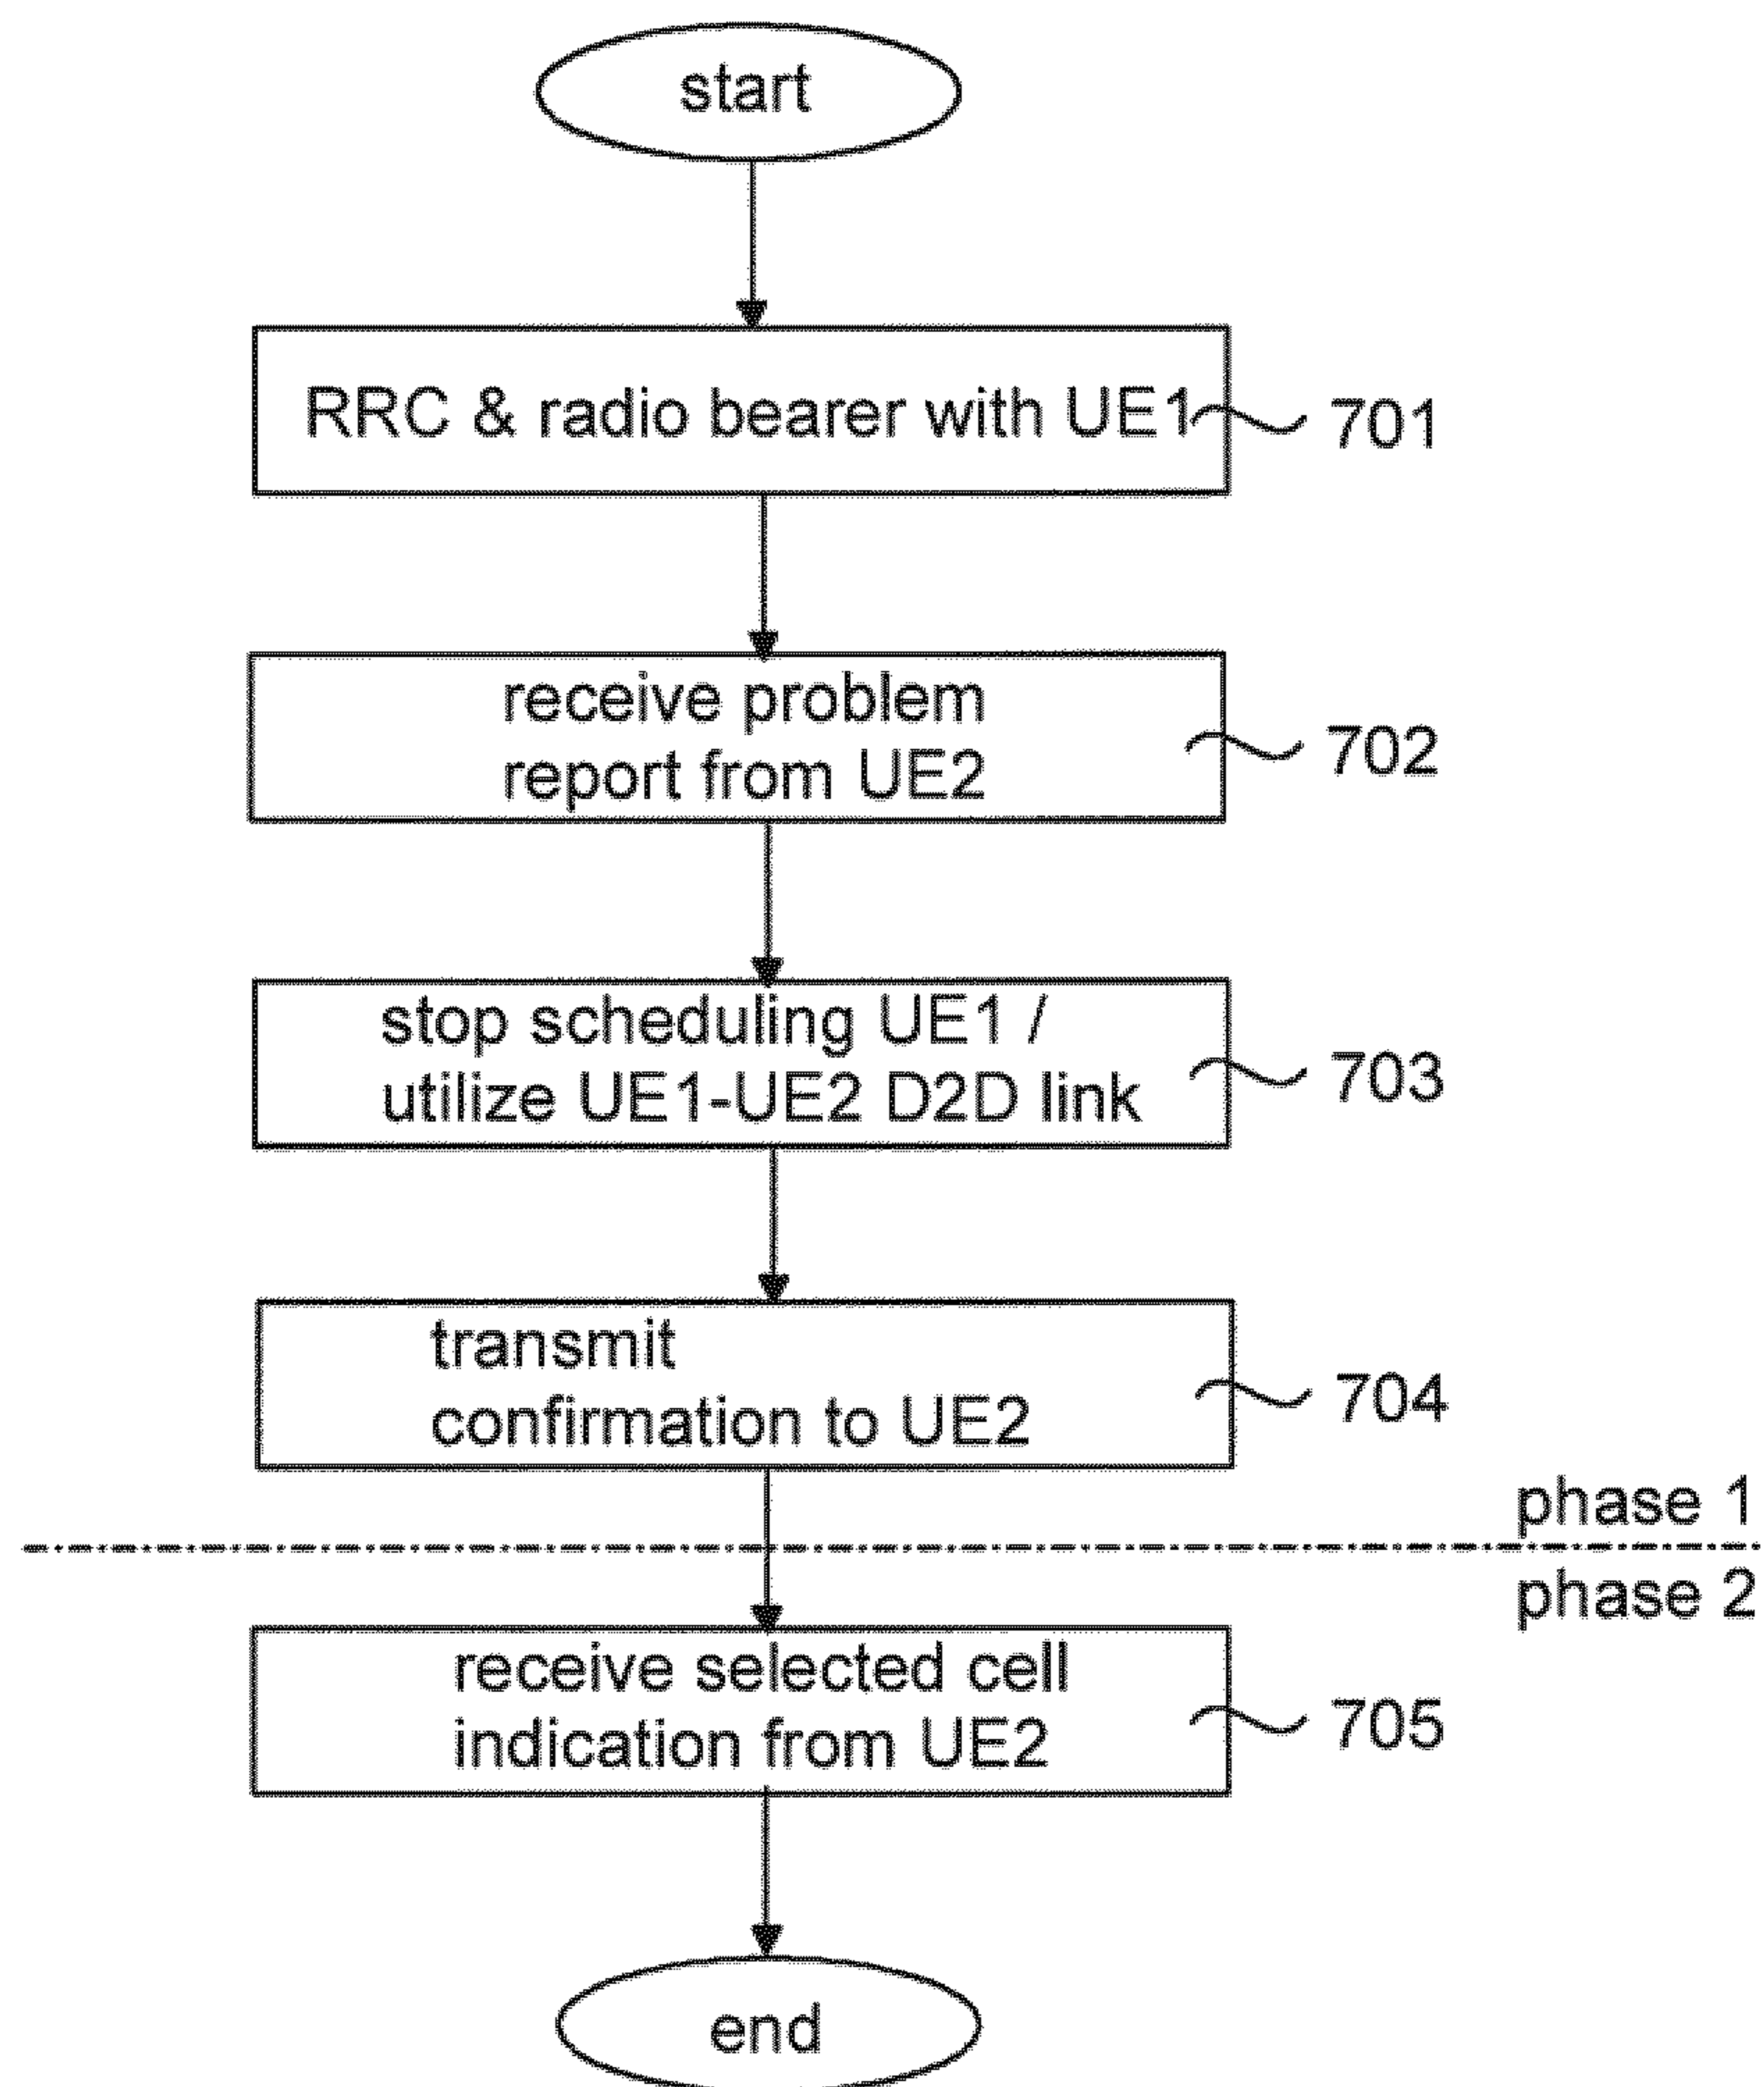 start
RRC & radio bearer with UE1
701
receive problem
report from UE2
702
stop scheduling UE1 /
utilize UE1-UE2 D2D link
703
transmit
confirmation to UE2
704
phase 1
phase 2
receive selected cell
indication from UE2
705
end